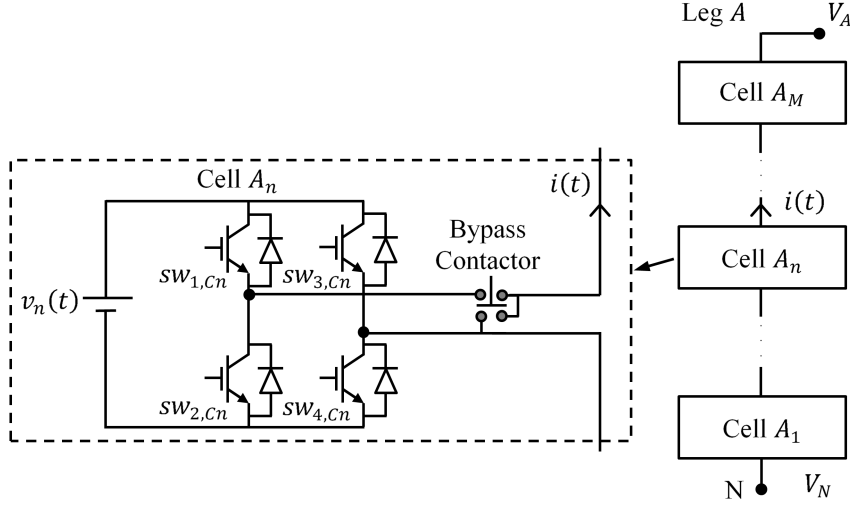 Leg A
V_A
Cell A_M
Cell A_n
i(t)
i(t)
Bypass
Contactor
sw_{1,Cn}
sw_{3,Cn}
Cell A_n
v_n(t)
sw_{2,Cn}
sw_{4,Cn}
Cell A_1
N
V_N